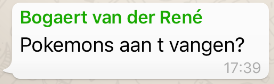 Bogaert van der René
Pokemons aan t vangen?
17:39